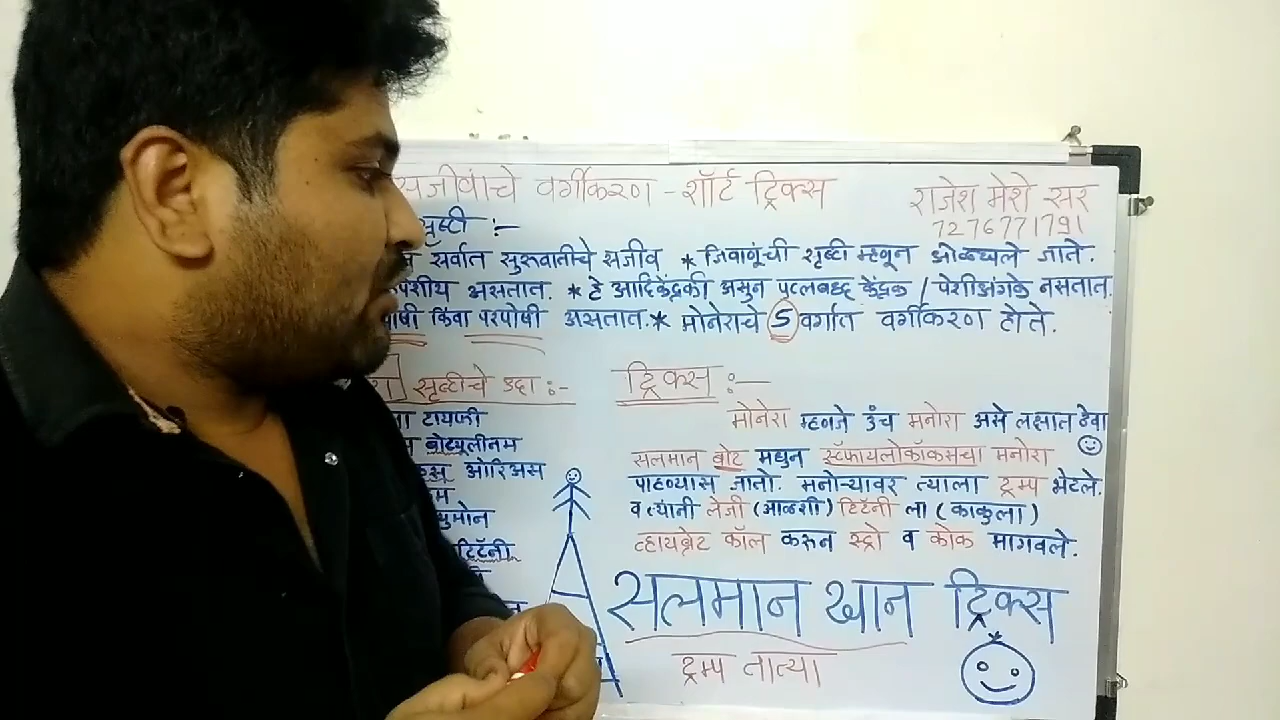 सजीवांचे वर्गीकरण - शॉर्ट ट्रिक्स
राजेश मेशे सर
7276771791
सृष्टी :-
सर्वात सुरुवातीचे सजीव * जिवाणूंची सृष्टी म्हणून ओळखले जाते.
असतात. * हे आदिकेंद्रकी असुन पटलबद्ध केंद्रक / पेशीअंगके नसतात.
किंवा परपोषी असतात. * मोनेराचे 5 वर्गात वर्गीकरण होते.
सृष्टीचे उदा :-
टायफी
बोट्युलीनम
ओरिअस
टिटॅनी
ट्रिक्स :-
मोनेरा म्हणजे उंच मनोरा असे लक्षात ठेवा
सलमान बोट मधुन स्टॅफायलोकॉकसचा मनोरा
पाहण्यास जातो. मनोऱ्यावर त्याला ट्रम्प भेटले.
व त्यांनी लेजी (आळशी) टिटॅनी ला (काकुला)
व्हायब्रेट कॉल करून स्ट्रो व कोक मागवले.
सलमान खान ट्रिक्स
ट्रम्प तात्या